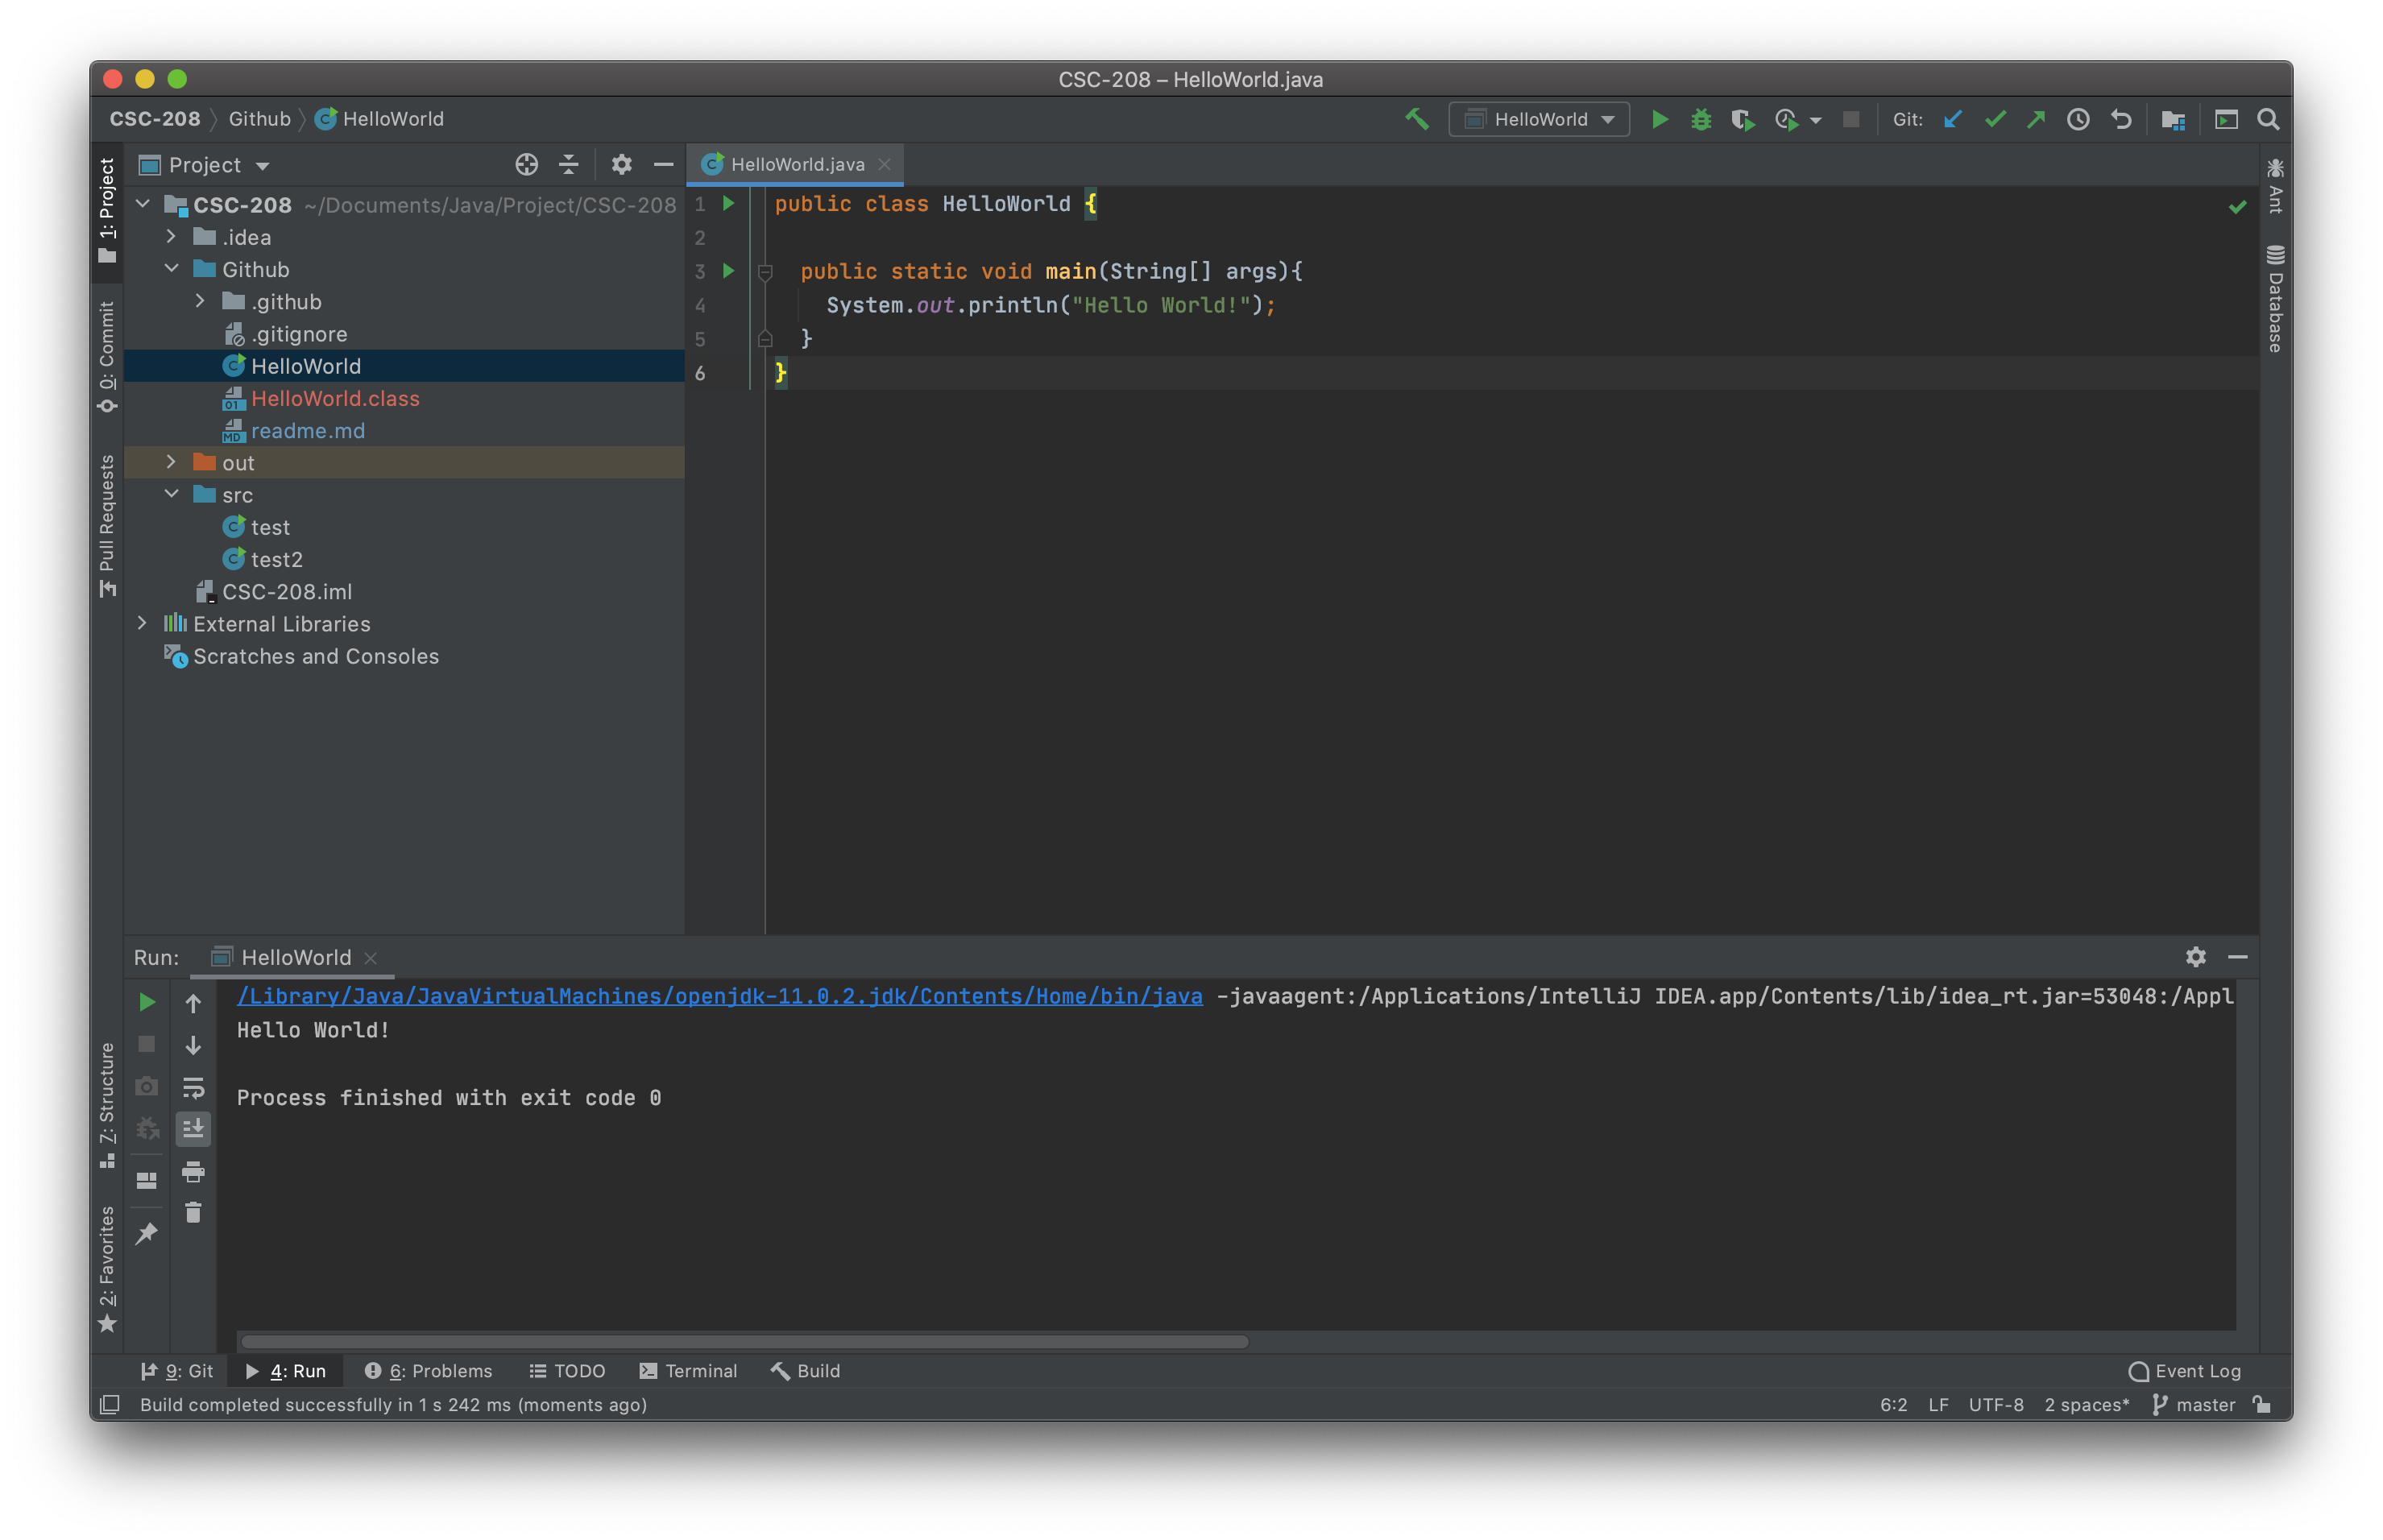 CSC-208 – HelloWorld.java
CSC-208 Github HelloWorld
HelloWorld
Git:
1: Project
0: Commit
Pull Requests
7: Structure
2: Favorites
Project
CSC-208 ~/Documents/Java/Project/CSC-208
.idea
Github
.github
.gitignore
HelloWorld
HelloWorld.class
readme.md
out
src
test
test2
CSC-208.iml
External Libraries
Scratches and Consoles
HelloWorld.java
1 public class HelloWorld {
2
3 public static void main(String[] args){
4 System.out.println("Hello World!");
5 }
6 }
Ant
Database
Run: HelloWorld
/Library/Java/JavaVirtualMachines/openjdk-11.0.2.jdk/Contents/Home/bin/java -javaagent:/Applications/IntelliJ IDEA.app/Contents/lib/idea_rt.jar=53048:/Appl
Hello World!
Process finished with exit code 0
9: Git 4: Run 6: Problems TODO Terminal Build Event Log
Build completed successfully in 1 s 242 ms (moments ago) 6:2 LF UTF-8 2 spaces* master